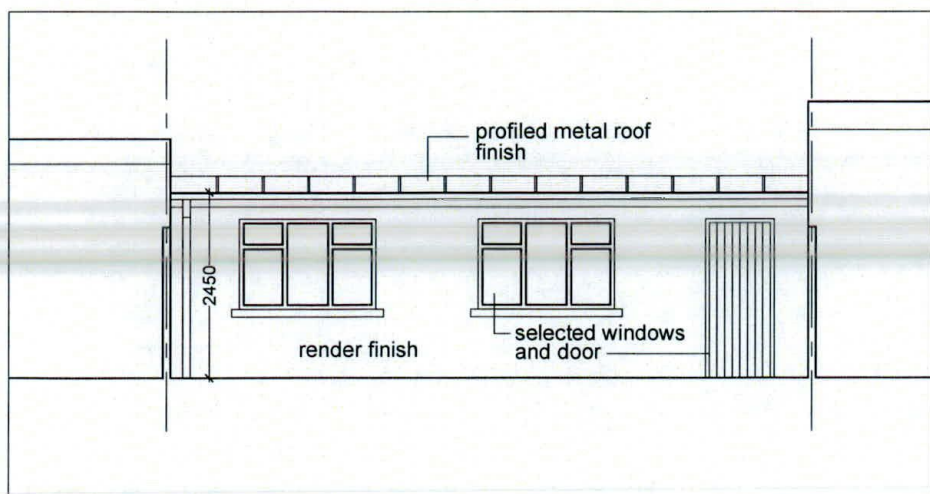 profiled metal roof
finish
2450
selected windows
and door
render finish